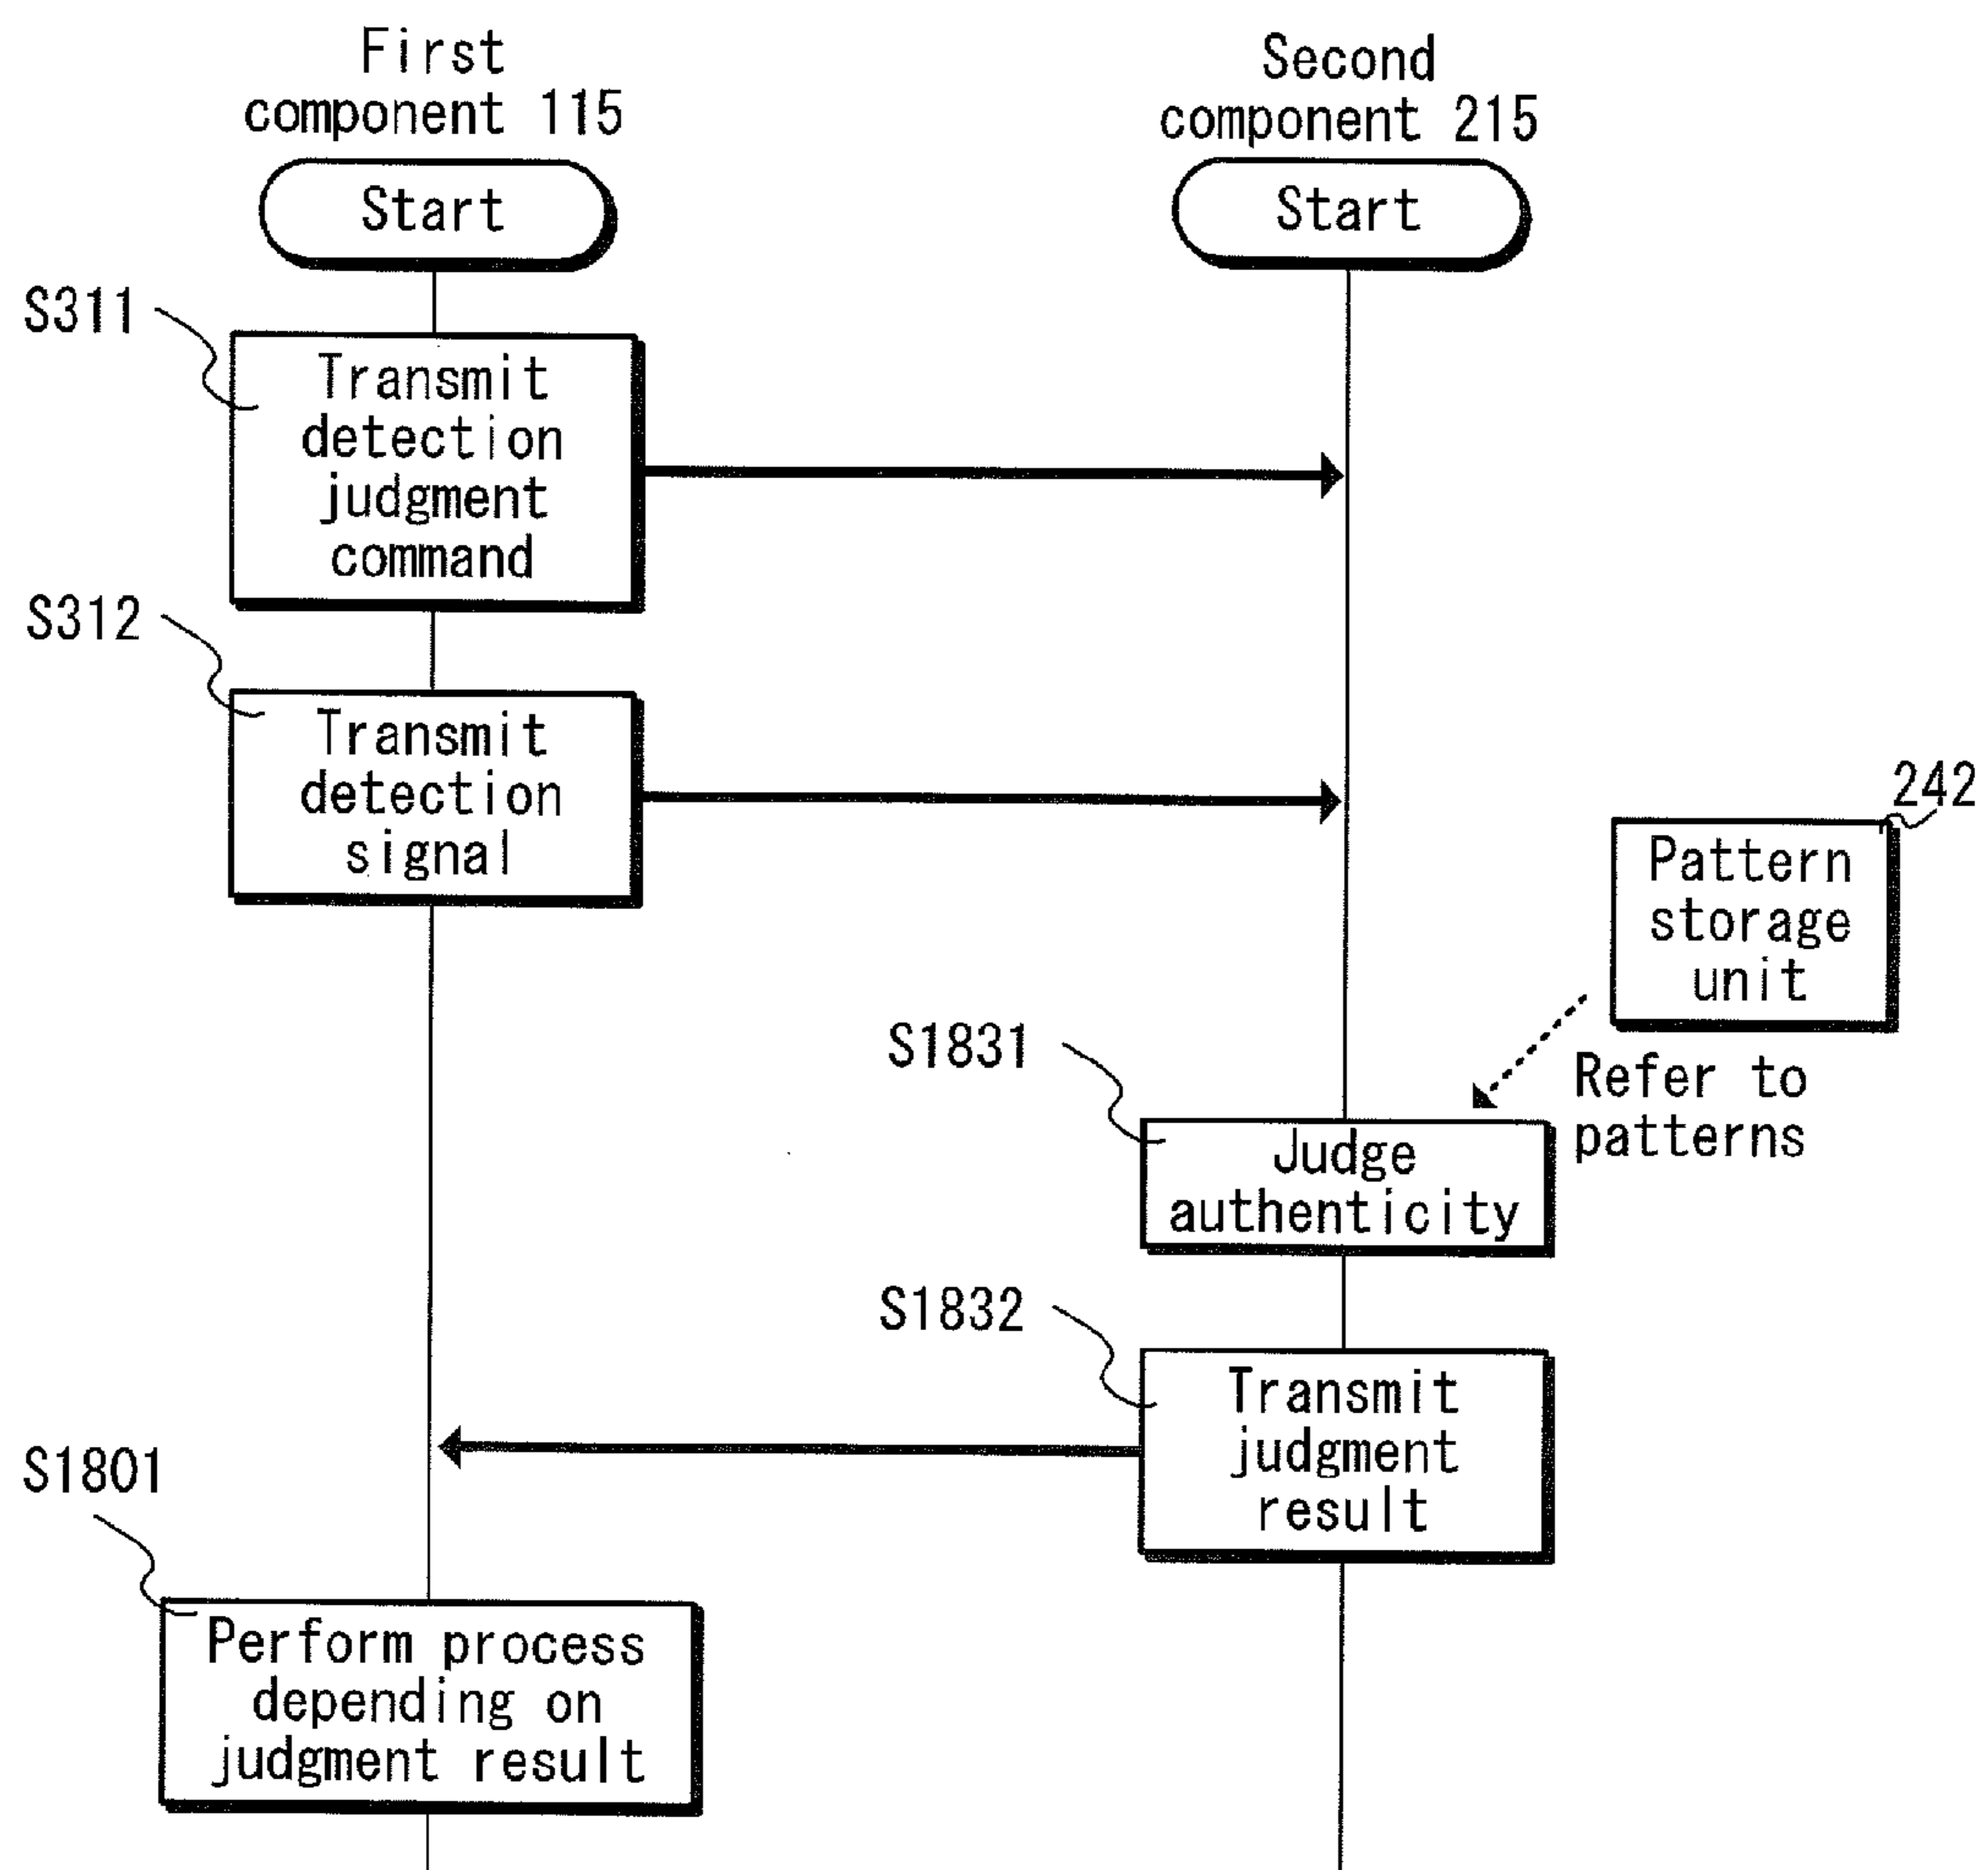 First
component 115
Second
component 215
Start
Start
S311
Transmit
detection
judgment
command
S312
Transmit
detection
signal
242
Pattern
storage
unit
S1831
Refer to
patterns
Judge
authenticity
S1832
Transmit
judgment
result
S1801
Perform process
depending on
judgment result